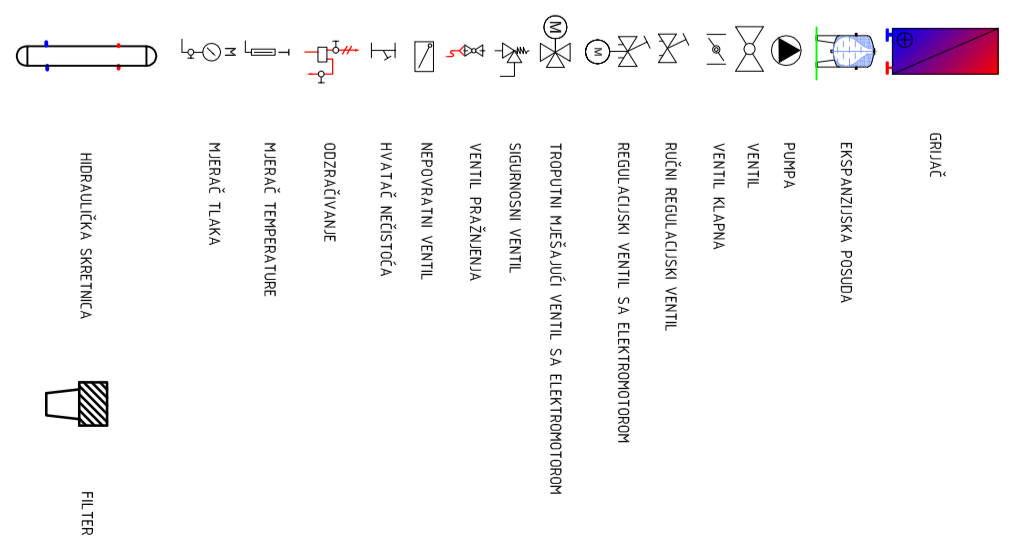 GRIJAČ
EKSPANZIJSKA POSUDA
PUMPA
VENTIL
VENTIL KLAPNA
RUČNI REGULACIJSKI VENTIL
M
REGULACIJSKI VENTIL SA ELEKTROMOTOROM
M
TROPUTNI MJEŠAJUĆI VENTIL SA ELEKTROMOTOROM
SIGURNOSNI VENTIL
VENTIL PRAŽNJENJA
NEPOVRATNI VENTIL
HVATAČ NEČISTOĆA
ODZRAČIVANJE
T
MJERAČ TEMPERATURE
M
MJERAČ TLAKA
HIDRAULIČKA SKRETNICA
FILTER